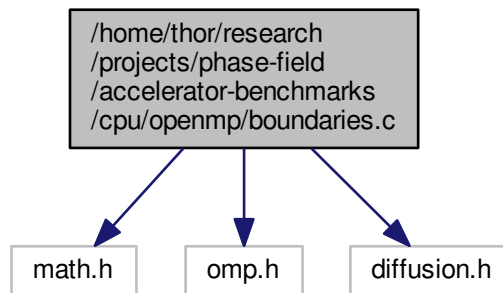 /home/thor/research
/projects/phase-field
/accelerator-benchmarks
/cpu/openmp/boundaries.c
math.h
omp.h
diffusion.h